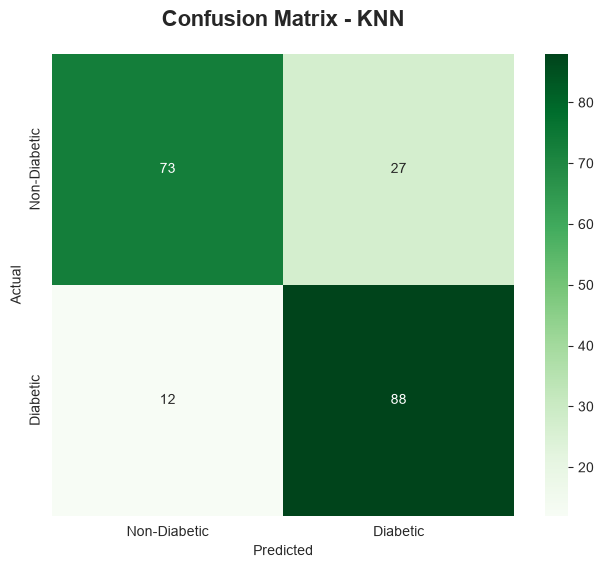 Confusion Matrix - KNN
Non-Diabetic
Diabetic
Actual
73
27
12
88
Non-Diabetic
Diabetic
Predicted
80
70
60
50
40
30
20